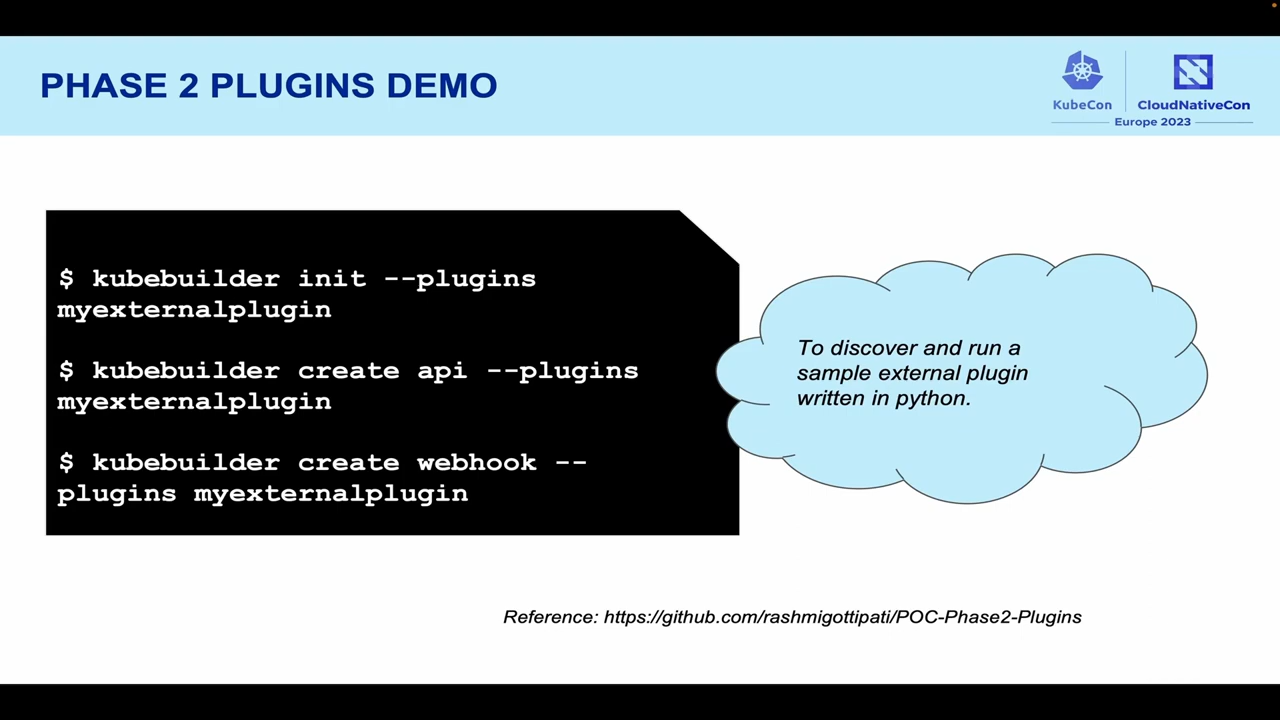 PHASE 2 PLUGINS DEMO
KubeCon
CloudNativeCon
Europe 2023
$ kubebuilder init --plugins
myexternalplugin
$ kubebuilder create api --plugins
myexternalplugin
$ kubebuilder create webhook --
plugins myexternalplugin
To discover and run a
sample external plugin
written in python.
Reference: https://github.com/rashmigottipati/POC-Phase2-Plugins